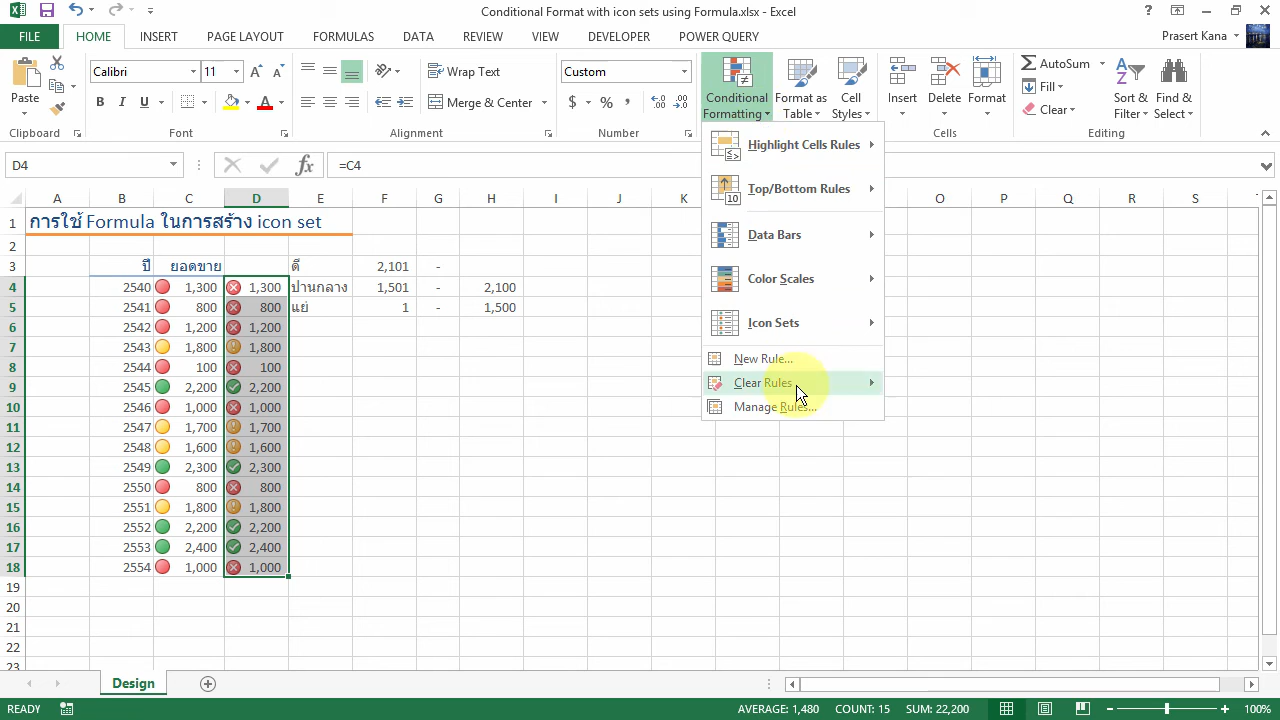 Conditional Format with icon sets using Formula.xlsx - Excel
FILE HOME INSERT PAGE LAYOUT FORMULAS DATA REVIEW VIEW DEVELOPER POWER QUERY Prasert Kana
Paste
Clipboard
Calibri 11
B I U
Font
Wrap Text
Merge & Center
Alignment
Custom
$ % ,
Number
Conditional Formatting
Format as Table
Cell Styles
Insert Delete Format
Cells
AutoSum
Fill
Clear
Sort & Filter
Find & Select
Editing
D4 fx =C4
A B C D E F G H I J K O P Q R S
1 การใช้ Formula ในการสร้าง icon set
2
3 ปี ยอดขาย ดี 2,101 -
4 2540 1,300 1,300 ปานกลาง 1,501 - 2,100
5 2541 800 800 แย่ 1 - 1,500
6 2542 1,200 1,200
7 2543 1,800 1,800
8 2544 100 100
9 2545 2,200 2,200
10 2546 1,000 1,000
11 2547 1,700 1,700
12 2548 1,600 1,600
13 2549 2,300 2,300
14 2550 800 800
15 2551 1,800 1,800
16 2552 2,200 2,200
17 2553 2,400 2,400
18 2554 1,000 1,000
19
20
21
22
23
Highlight Cells Rules
Top/Bottom Rules
Data Bars
Color Scales
Icon Sets
New Rule...
Clear Rules
Manage Rules...
Design
READY AVERAGE: 1,480 COUNT: 15 SUM: 22,200 100%